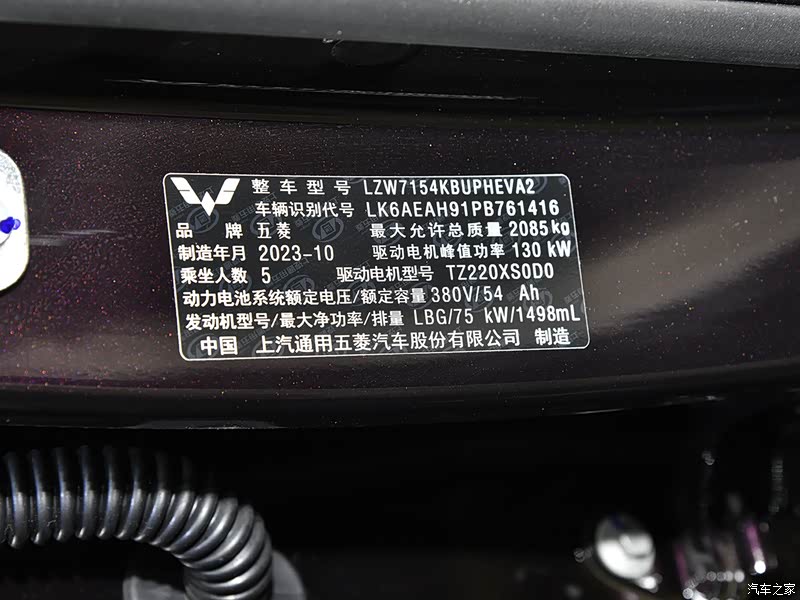 整车型号 LZW7154KBUPHEVA2
车辆识别代号 LK6AEAH91PB761416
品牌 五菱 最大允许总质量 2085kg
制造年月 2023-10 驱动电机峰值功率 130 kW
乘坐人数 5 驱动电机型号 TZ220XS0D0
动力电池系统额定电压/额定容量 380V/54 Ah
发动机型号/最大净功率/排量 LBG/75 kW/1498mL
中国 上汽通用五菱汽车股份有限公司 制造
汽车之家